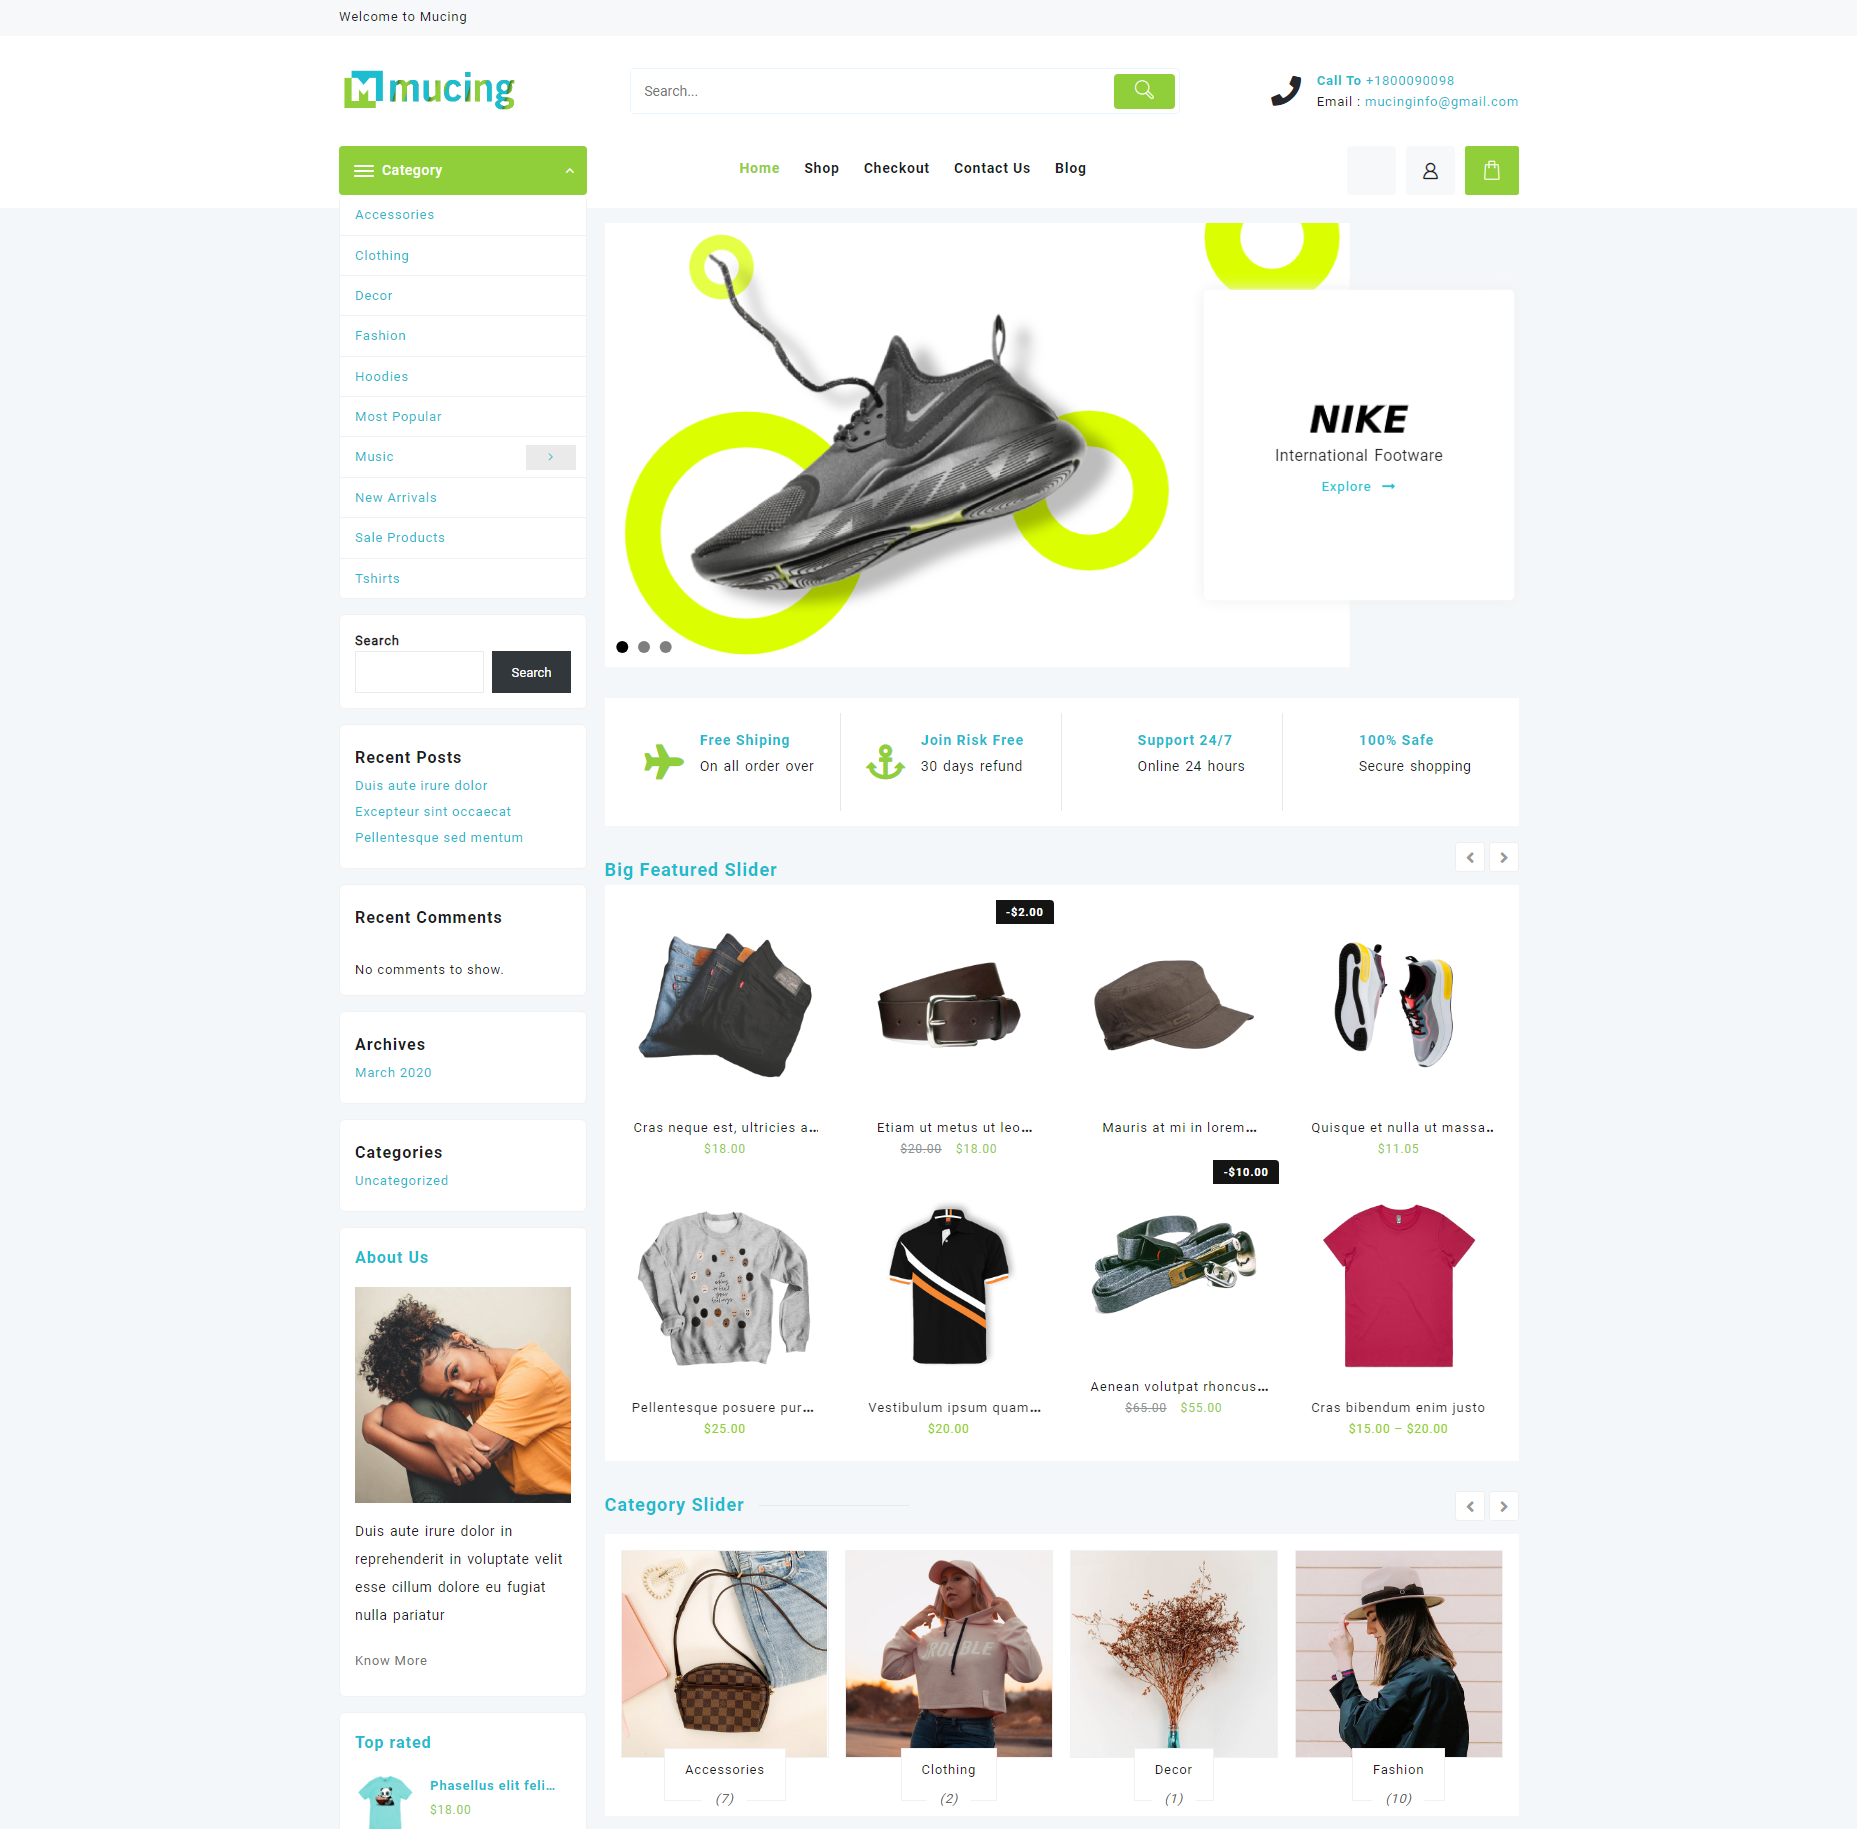 Welcome to Mucing
mucing
Search...
Call To +1800090098
Email : mucinginfo@gmail.com
Category
Home
Shop
Checkout
Contact Us
Blog
Accessories
Clothing
Decor
Fashion
Hoodies
Most Popular
Music
New Arrivals
Sale Products
Tshirts
NIKE
International Footware
Explore
Search
Search
Free Shiping
On all order over
Join Risk Free
30 days refund
Support 24/7
Online 24 hours
100% Safe
Secure shopping
Recent Posts
Duis aute irure dolor
Excepteur sint occaecat
Pellentesque sed mentum
Big Featured Slider
Recent Comments
No comments to show.
Archives
March 2020
Categories
Uncategorized
-$2.00
Cras neque est, ultricies a...
$18.00
Etiam ut metus ut leo...
$20.00 $18.00
Mauris at mi in lorem...
Quisque et nulla ut massa..
$11.05
-$10.00
Pellentesque posuere pur...
$25.00
Vestibulum ipsum quam...
$20.00
Aenean volutpat rhoncus...
$65.00 $55.00
Cras bibendum enim justo
$15.00 – $20.00
About Us
Duis aute irure dolor in
reprehenderit in voluptate velit
esse cillum dolore eu fugiat
nulla pariatur
Know More
Category Slider
Accessories
(7)
Clothing
(2)
Decor
(1)
Fashion
(10)
Top rated
Phasellus elit feli...
$18.00